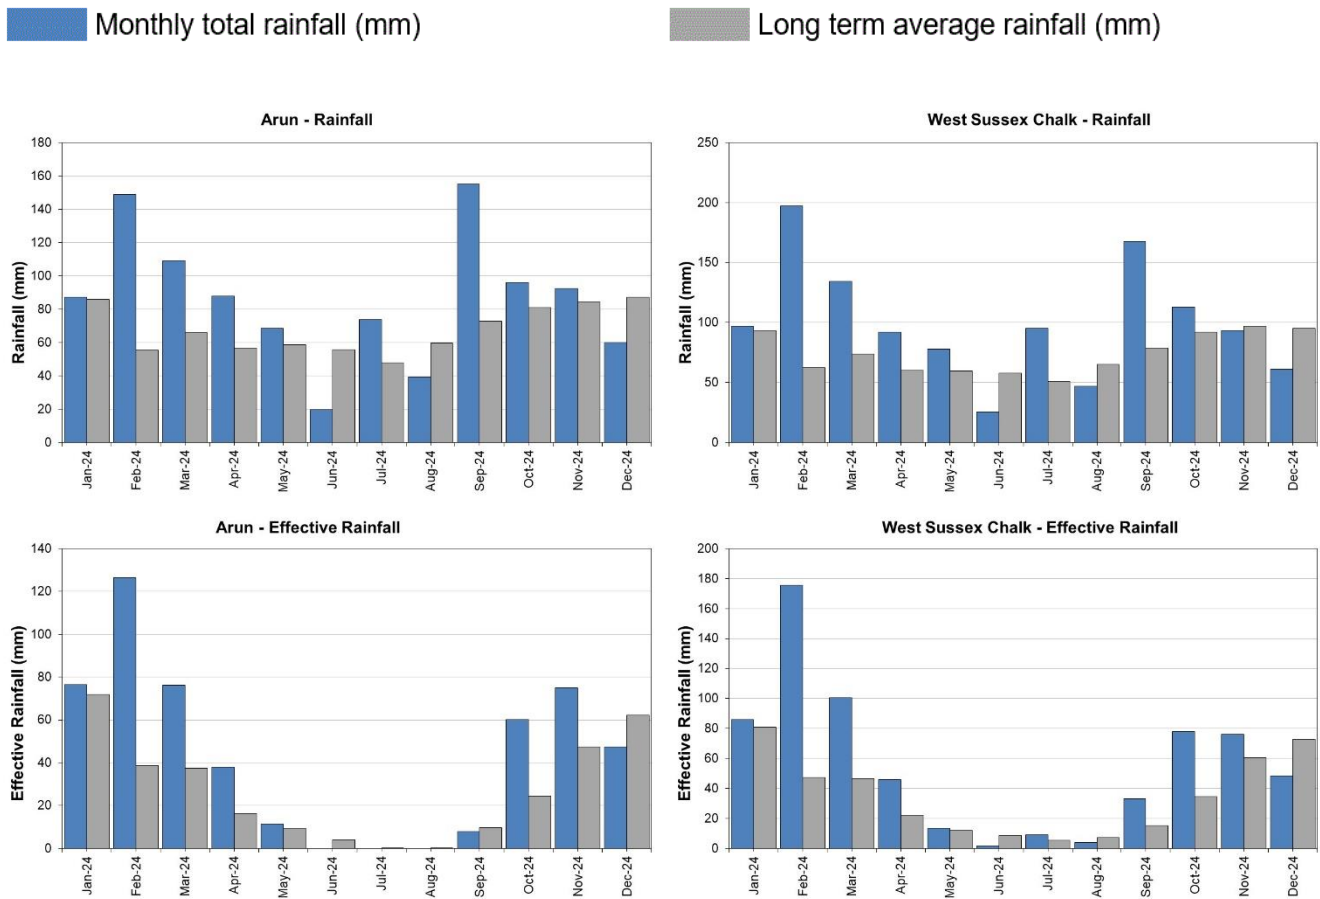 Monthly total rainfall (mm)
Long term average rainfall (mm)
Arun - Rainfall
Rainfall (mm)
180
160
140
120
100
80
60
40
20
0
Jan-24
Feb-24
Mar-24
Apr-24
May-24
Jun-24
Jul-24
Aug-24
Sep-24
Oct-24
Nov-24
Dec-24
West Sussex Chalk - Rainfall
Rainfall (mm)
250
200
150
100
50
0
Jan-24
Feb-24
Mar-24
Apr-24
May-24
Jun-24
Jul-24
Aug-24
Sep-24
Oct-24
Nov-24
Dec-24
Arun - Effective Rainfall
Effective Rainfall (mm)
140
120
100
80
60
40
20
0
Jan-24
Feb-24
Mar-24
Apr-24
May-24
Jun-24
Jul-24
Aug-24
Sep-24
Oct-24
Nov-24
Dec-24
West Sussex Chalk - Effective Rainfall
Effective Rainfall (mm)
200
180
160
140
120
100
80
60
40
20
0
Jan-24
Feb-24
Mar-24
Apr-24
May-24
Jun-24
Jul-24
Aug-24
Sep-24
Oct-24
Nov-24
Dec-24